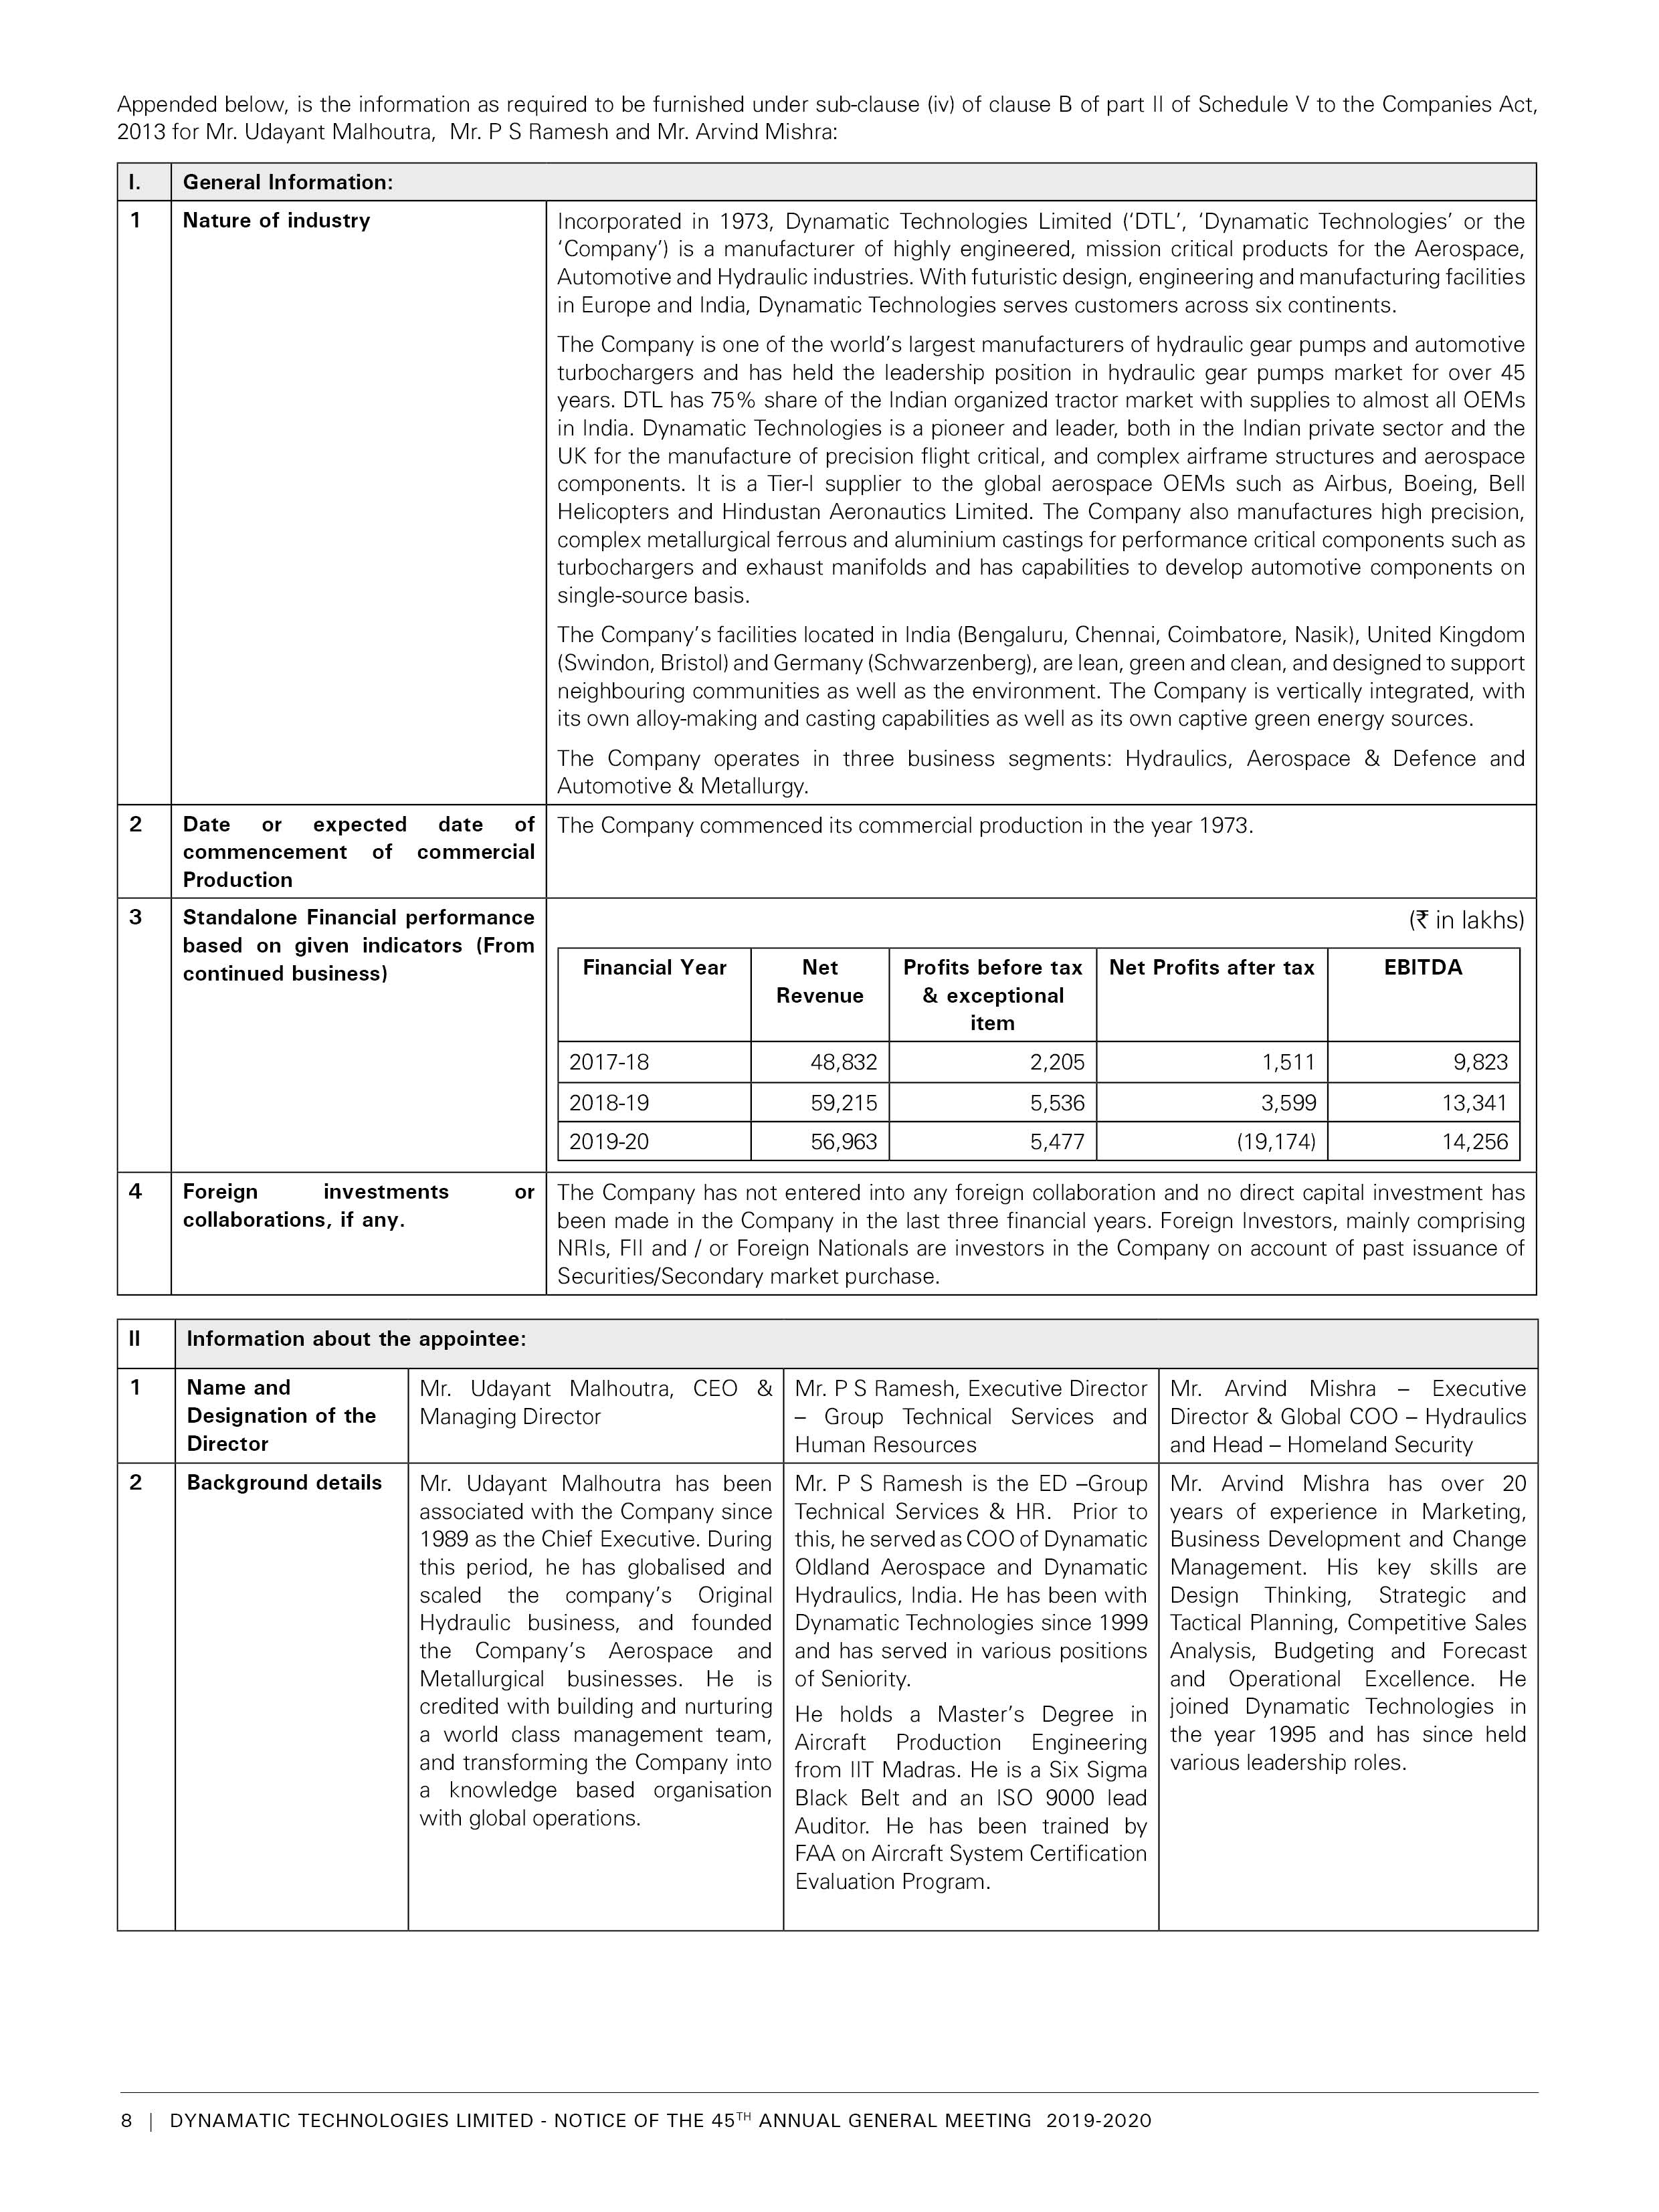 Appended below, is the information as required to be furnished under sub-clause (iv) of clause B of part II of Schedule V to the Companies Act,
2013 for Mr. Udayant Malhoutra,  Mr. P S Ramesh and Mr. Arvind Mishra:
I.
General Information:
1
Nature of industry
Incorporated in 1973, Dynamatic Technologies Limited (‘DTL’, ‘Dynamatic Technologies’ or the
‘Company’) is a manufacturer of highly engineered, mission critical products for the Aerospace,
Automotive and Hydraulic industries. With futuristic design, engineering and manufacturing facilities
in Europe and India, Dynamatic Technologies serves customers across six continents.
The Company is one of the world’s largest manufacturers of hydraulic gear pumps and automotive
turbochargers and has held the leadership position in hydraulic gear pumps market for over 45
years. DTL has 75% share of the Indian organized tractor market with supplies to almost all OEMs
in India. Dynamatic Technologies is a pioneer and leader, both in the Indian private sector and the
UK for the manufacture of precision flight critical, and complex airframe structures and aerospace
components. It is a Tier-I supplier to the global aerospace OEMs such as Airbus, Boeing, Bell
Helicopters and Hindustan Aeronautics Limited. The Company also manufactures high precision,
complex metallurgical ferrous and aluminium castings for performance critical components such as
turbochargers and exhaust manifolds and has capabilities to develop automotive components on
single-source basis.
The Company’s facilities located in India (Bengaluru, Chennai, Coimbatore, Nasik), United Kingdom
(Swindon, Bristol) and Germany (Schwarzenberg), are lean, green and clean, and designed to support
neighbouring communities as well as the environment. The Company is vertically integrated, with
its own alloy-making and casting capabilities as well as its own captive green energy sources.
The Company operates in three business segments: Hydraulics, Aerospace & Defence and
Automotive & Metallurgy.
2
Date or expected date of
commencement of commercial
Production
The Company commenced its commercial production in the year 1973.
3
Standalone Financial performance
based on given indicators (From
continued business)
(₹ in lakhs)
Financial Year
Net
Revenue
Profits before tax
& exceptional
item
Net Profits after tax
EBITDA
2017-18 48,832 2,205 1,511 9,823
2018-19 59,215 5,536 3,599 13,341
2019-20 56,963 5,477 (19,174) 14,256
4
Foreign investments or
collaborations, if any.
The Company has not entered into any foreign collaboration and no direct capital investment has
been made in the Company in the last three financial years. Foreign Investors, mainly comprising
NRIs, FII and / or Foreign Nationals are investors in the Company on account of past issuance of
Securities/Secondary market purchase.
II
Information about the appointee:
1
Name and
Designation of the
Director
Mr. Udayant Malhoutra, CEO &
Managing Director
Mr. P S Ramesh, Executive Director
– Group Technical Services and
Human Resources
Mr. Arvind Mishra – Executive
Director & Global COO – Hydraulics
and Head – Homeland Security
2
Background details
Mr. Udayant Malhoutra has been
associated with the Company since
1989 as the Chief Executive. During
this period, he has globalised and
scaled the company’s Original
Hydraulic business, and founded
the Company’s Aerospace and
Metallurgical businesses. He is
credited with building and nurturing
a world class management team,
and transforming the Company into
a knowledge based organisation
with global operations.
Mr. P S Ramesh is the ED –Group
Technical Services & HR.  Prior to
this, he served as COO of Dynamatic
Oldland Aerospace and Dynamatic
Hydraulics, India. He has been with
Dynamatic Technologies since 1999
and has served in various positions
of Seniority.
He holds a Master’s Degree in
Aircraft Production Engineering
from IIT Madras. He is a Six Sigma
Black Belt and an ISO 9000 lead
Auditor. He has been trained by
FAA on Aircraft System Certification
Evaluation Program.
Mr. Arvind Mishra has over 20
years of experience in Marketing,
Business Development and Change
Management. His key skills are
Design Thinking, Strategic and
Tactical Planning, Competitive Sales
Analysis, Budgeting and Forecast
and Operational Excellence. He
joined Dynamatic Technologies in
the year 1995 and has since held
various leadership roles.
8 | DYNAMATIC TECHNOLOGIES LIMITED - NOTICE OF THE 45TH ANNUAL GENERAL MEETING  2019-2020